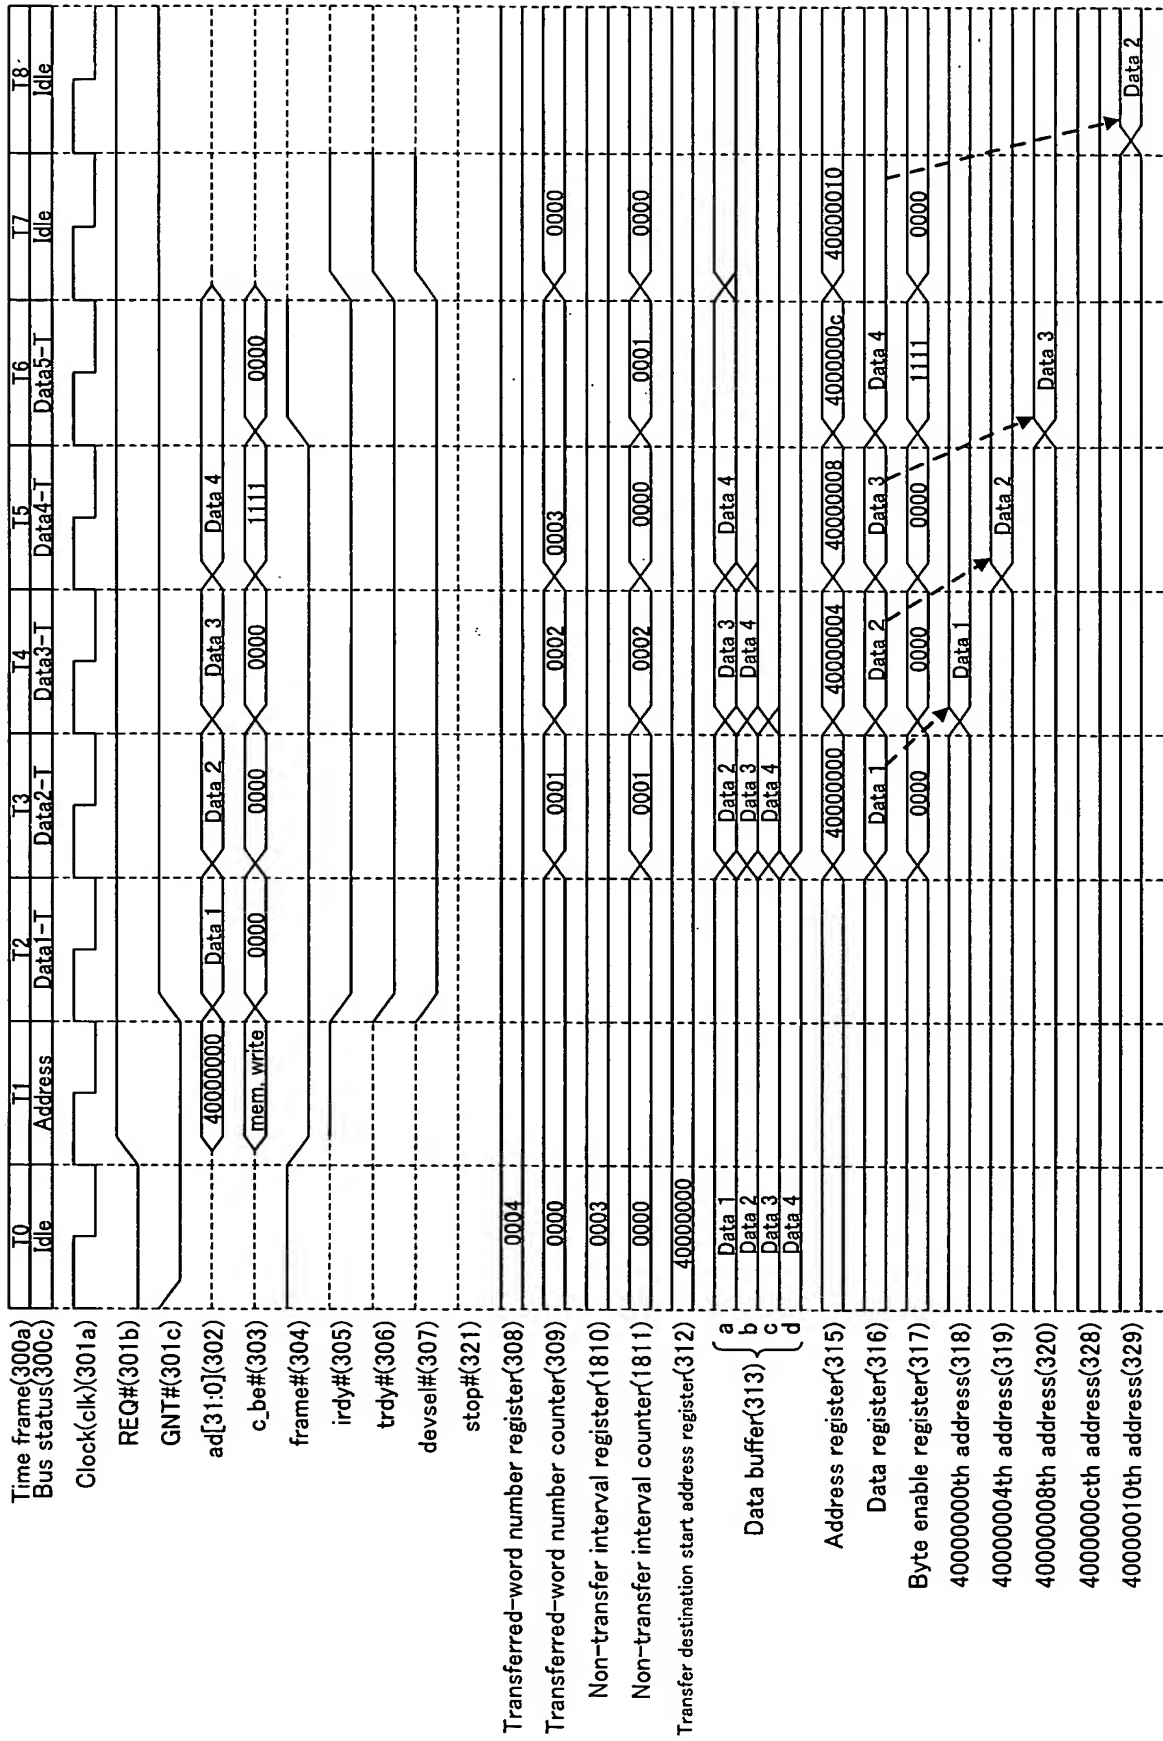 Time frame(300a) T0 T1 T2 T3 T4 T5 T6 T7 T8
Bus status(300c) Idle Address Data1-T Data2-T Data3-T Data4-T Data5-T Idle Idle
Clock(clk)(301a)
REQ#(301b)
GNT#(301c)
ad[31:0](302) 40000000 Data 1 Data 2 Data 3 Data 4
c_be#(303) mem, write 0000 0000 0000 1111 0000
frame#(304)
irdy#(305)
trdy#(306)
devsel#(307)
stop#(321)
Transferred-word number register(308) 0004
Transferred-word number counter(309) 0000 0001 0002 0003 0000
Non-transfer interval register(1810) 0003
Non-transfer interval counter(1811) 0000 0001 0002 0000 0001 0000
Transfer destination start address register(312) 40000000
Data buffer(313)
a Data 1 Data 2 Data 3 Data 4
b Data 2 Data 3 Data 4
c Data 3 Data 4
d Data 4
Address register(315) 40000000 40000004 40000008 4000000c 40000010
Data register(316) Data 1 Data 2 Data 3 Data 4
Byte enable register(317) 0000 0000 0000 1111 0000
40000000th address(318) Data 1
40000004th address(319) Data 2
40000008th address(320) Data 3
4000000cth address(328)
40000010th address(329) Data 2